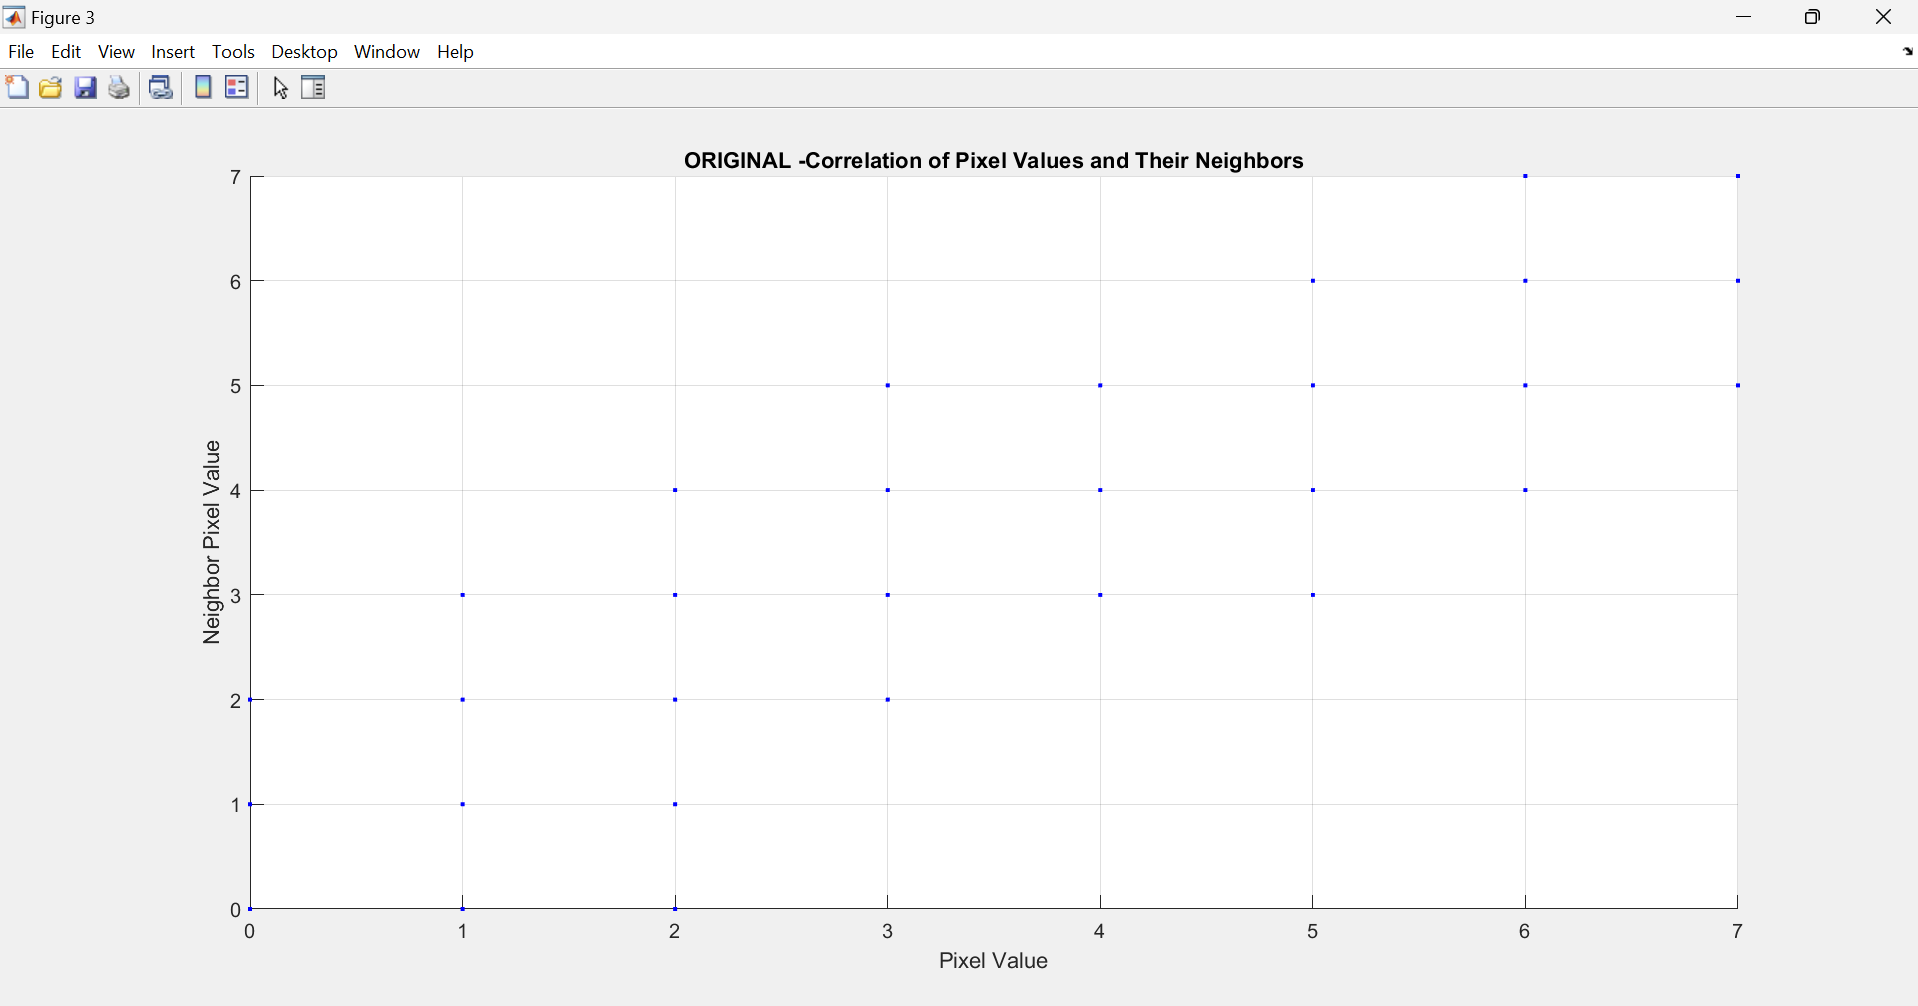 Figure 3
File Edit View Insert Tools Desktop Window Help
ORIGINAL -Correlation of Pixel Values and Their Neighbors
7
6
5
4
3
2
1
0
Neighbor Pixel Value
0 1 2 3 4 5 6 7
Pixel Value